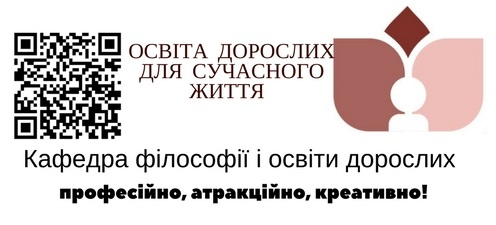 ОСВІТА ДОРОСЛИХ
ДЛЯ СУЧАСНОГО
ЖИТТЯ
Кафедра філософії і освіти дорослих
професійно, атракційно, креативно!